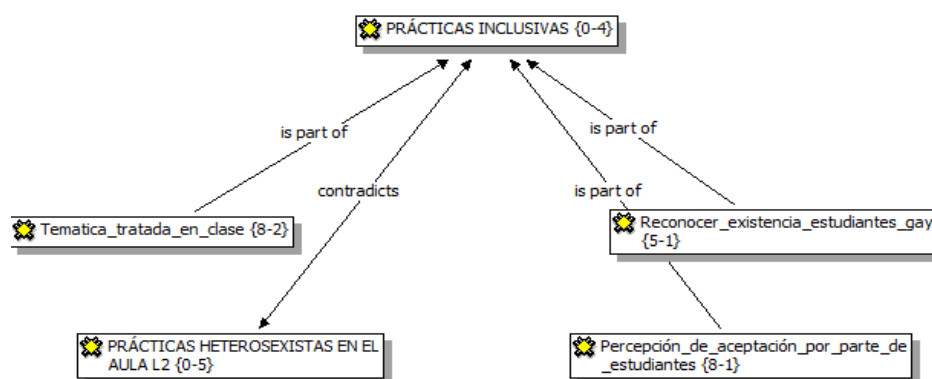 PRÁCTICAS INCLUSIVAS {0-4}
is part of
is part of
contradicts
is part of
Tematica_tratada_en_clase {8-2}
Reconocer_existencia_estudiantes_gay
{5-1}
PRÁCTICAS HETEROSEXISTAS EN EL
AULA L2 {0-5}
Percepción_de_aceptación_por_parte_de
_estudiantes {8-1}